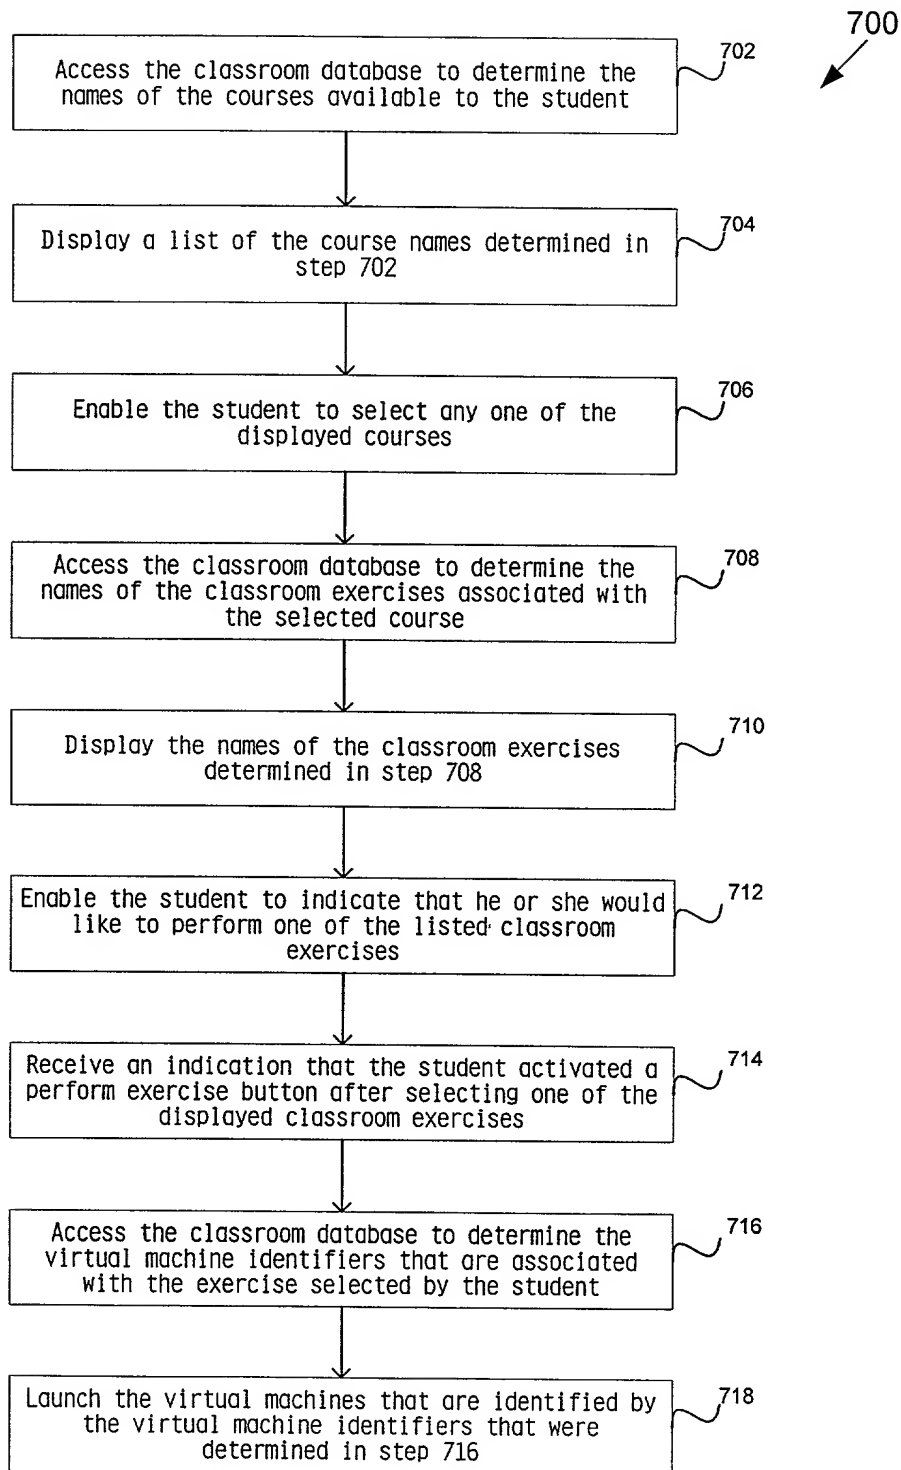 700
Access the classroom database to determine the
names of the courses available to the student
702
Display a list of the course names determined in
step 702
704
Enable the student to select any one of the
displayed courses
706
Access the classroom database to determine the
names of the classroom exercises associated with
the selected course
708
Display the names of the classroom exercises
determined in step 708
710
Enable the student to indicate that he or she would
like to perform one of the listed classroom
exercises
712
Receive an indication that the student activated a
perform exercise button after selecting one of the
displayed classroom exercises
714
Access the classroom database to determine the
virtual machine identifiers that are associated
with the exercise selected by the student
716
Launch the virtual machines that are identified by
the virtual machine identifiers that were
determined in step 716
718